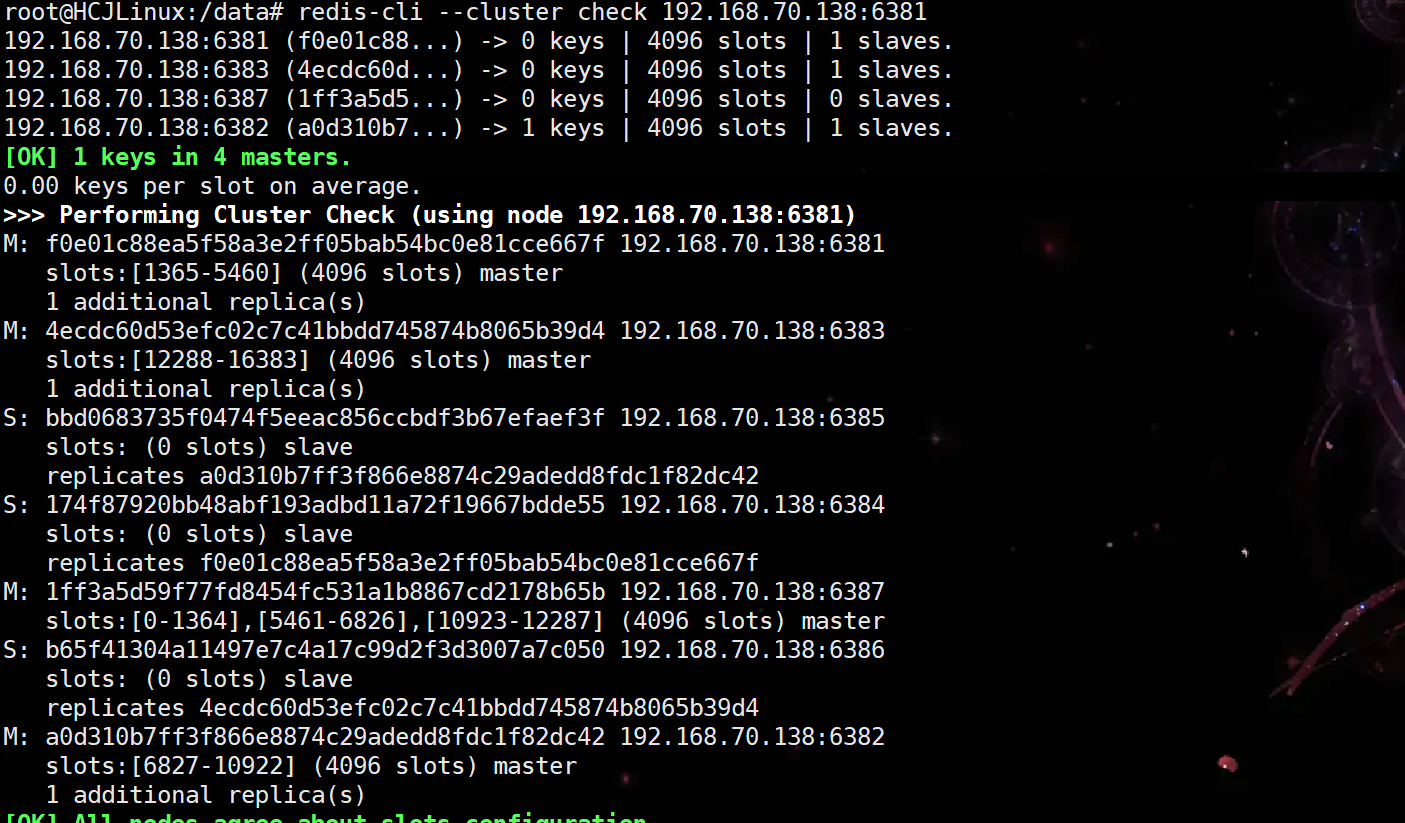 root@HCJLinux:/data# redis-cli --cluster check 192.168.70.138:6381
192.168.70.138:6381 (f0e01c88...) -> 0 keys | 4096 slots | 1 slaves.
192.168.70.138:6383 (4ecdc60d...) -> 0 keys | 4096 slots | 1 slaves.
192.168.70.138:6387 (1ff3a5d5...) -> 0 keys | 4096 slots | 0 slaves.
192.168.70.138:6382 (a0d310b7...) -> 1 keys | 4096 slots | 1 slaves.
[OK] 1 keys in 4 masters.
0.00 keys per slot on average.
>>> Performing Cluster Check (using node 192.168.70.138:6381)
M: f0e01c88ea5f58a3e2ff05bab54bc0e81cce667f 192.168.70.138:6381
   slots:[1365-5460] (4096 slots) master
   1 additional replica(s)
M: 4ecdc60d53efc02c7c41bbdd745874b8065b39d4 192.168.70.138:6383
   slots:[12288-16383] (4096 slots) master
   1 additional replica(s)
S: bbd0683735f0474f5eeac856ccbdf3b67efaef3f 192.168.70.138:6385
   slots: (0 slots) slave
   replicates a0d310b7ff3f866e8874c29adedd8fdc1f82dc42
S: 174f87920bb48abf193adbd11a72f19667bdde55 192.168.70.138:6384
   slots: (0 slots) slave
   replicates f0e01c88ea5f58a3e2ff05bab54bc0e81cce667f
M: 1ff3a5d59f77fd8454fc531a1b8867cd2178b65b 192.168.70.138:6387
   slots:[0-1364],[5461-6826],[10923-12287] (4096 slots) master
S: b65f41304a11497e7c4a17c99d2f3d3007a7c050 192.168.70.138:6386
   slots: (0 slots) slave
   replicates 4ecdc60d53efc02c7c41bbdd745874b8065b39d4
M: a0d310b7ff3f866e8874c29adedd8fdc1f82dc42 192.168.70.138:6382
   slots:[6827-10922] (4096 slots) master
   1 additional replica(s)
[OK] All nodes agree about slots configuration.